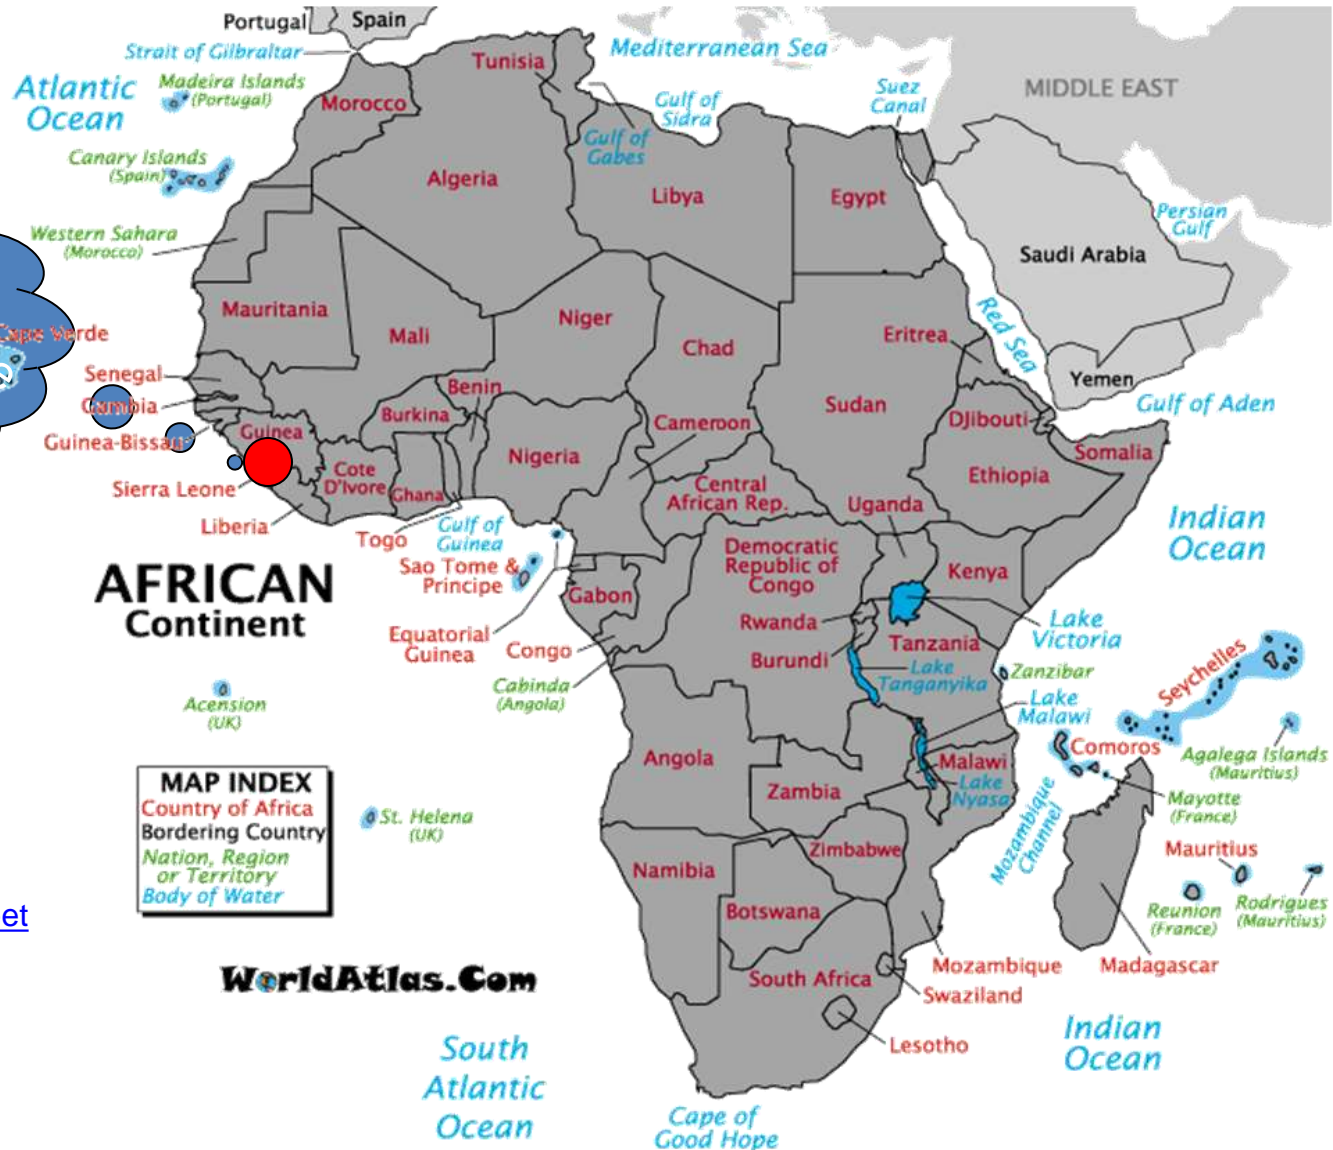 Portugal
Spain
Strait of Gilbraltar
Mediterranean Sea
Atlantic
Ocean
Madeira Islands
(Portugal)
Tunisia
Morocco
Gulf of
Sidra
Suez
Canal
MIDDLE EAST
Gulf of
Gabes
Canary Islands
(Spain)
Algeria
Libya
Egypt
Persian
Gulf
Western Sahara
(Morocco)
Saudi Arabia
Mauritania
Mali
Niger
Chad
Eritrea
Red Sea
Cape Verde
Senegal
Gambia
Guinea-Bissau
Guinea
Burkina
Benin
Cameroon
Sudan
DJibouti
Yemen
Gulf of Aden
Somalia
Nigeria
Ethiopia
Cote
D'Ivore
Ghana
Central
African Rep.
Uganda
Sierra Leone
Liberia
Togo
Gulf of
Guinea
Indian
Ocean
Sao Tome &
Principe
Democratic
Republic of
Congo
Kenya
AFRICAN
Continent
Gabon
Equatorial
Guinea
Congo
Rwanda
Burundi
Tanzania
Lake
Victoria
Lake
Tanganyika
Zanzibar
Seychelles
Cabinda
(Angola)
Lake
Malawi
Acension
(UK)
Angola
Malawi
Comoros
Agalega Islands
(Mauritius)
MAP INDEX
Country of Africa
Bordering Country
Nation, Region
or Territory
Body of Water
Zambia
Lake
Nyasa
Mayotte
(France)
St. Helena
(UK)
Mozambique
Channel
Namibia
Zimbabwe
Mauritius
Botswana
Reunion
(France)
Rodrigues
(Mauritius)
et
WorldAtlas.Com
South Africa
Mozambique
Madagascar
Swaziland
Lesotho
South
Atlantic
Ocean
Indian
Ocean
Cape of
Good Hope